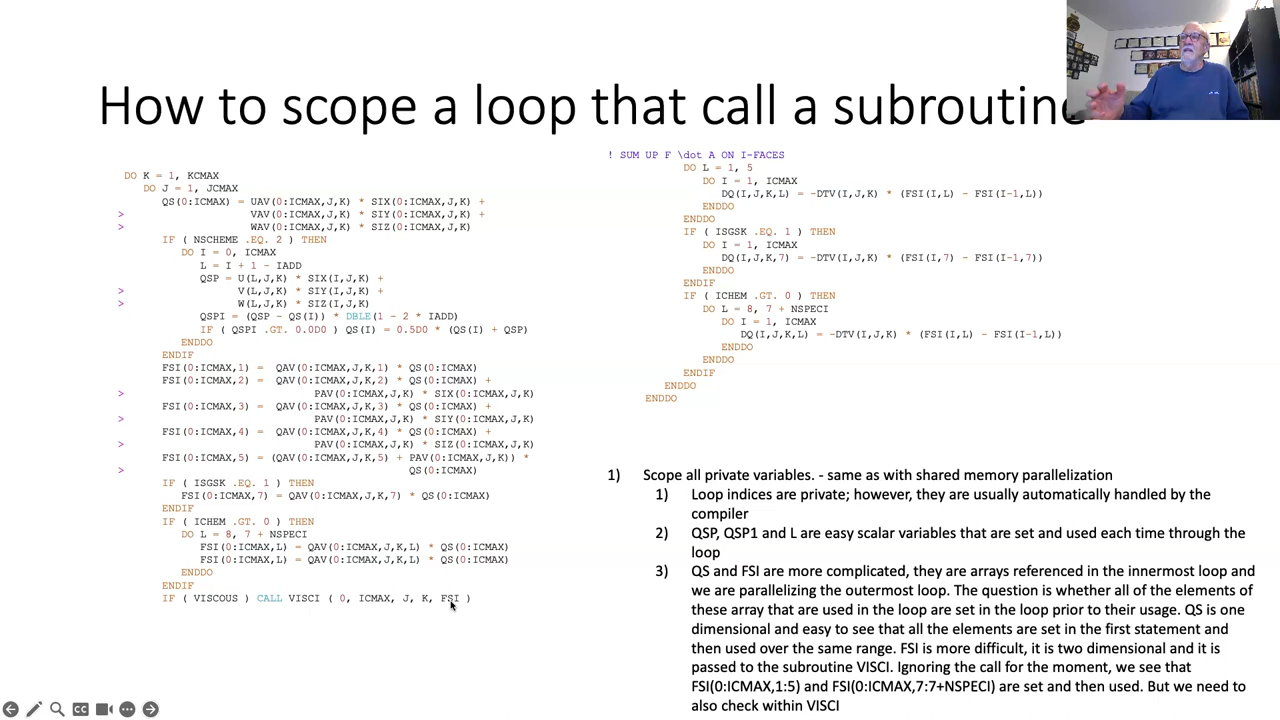 How to scope a loop that call a subroutine
DO K = 1, KCMAX
DO J = 1, JCMAX
QS(0:ICMAX) = UAV(0:ICMAX,J,K) * SIX(0:ICMAX,J,K) +
> VAV(0:ICMAX,J,K) * SIY(0:ICMAX,J,K) +
> WAV(0:ICMAX,J,K) * SIZ(0:ICMAX,J,K)
IF ( NSCHEME .EQ. 2 ) THEN
DO I = 0, ICMAX
L = I + 1 - IADD
QSP = U(L,J,K) * SIX(I,J,K) +
> V(L,J,K) * SIY(I,J,K) +
> W(L,J,K) * SIZ(I,J,K)
QSPI = (QSP - QS(I)) * DBLE(1 - 2 * IADD)
IF ( QSPI .GT. 0.0D0 ) QS(I) = 0.5D0 * (QS(I) + QSP)
ENDDO
ENDIF
FSI(0:ICMAX,1) = QAV(0:ICMAX,J,K,1) * QS(0:ICMAX)
FSI(0:ICMAX,2) = QAV(0:ICMAX,J,K,2) * QS(0:ICMAX) +
> PAV(0:ICMAX,J,K) * SIX(0:ICMAX,J,K)
FSI(0:ICMAX,3) = QAV(0:ICMAX,J,K,3) * QS(0:ICMAX) +
> PAV(0:ICMAX,J,K) * SIY(0:ICMAX,J,K)
FSI(0:ICMAX,4) = QAV(0:ICMAX,J,K,4) * QS(0:ICMAX) +
> PAV(0:ICMAX,J,K) * SIZ(0:ICMAX,J,K)
FSI(0:ICMAX,5) = (QAV(0:ICMAX,J,K,5) + PAV(0:ICMAX,J,K)) *
> QS(0:ICMAX)
IF ( ISGSK .EQ. 1 ) THEN
FSI(0:ICMAX,7) = QAV(0:ICMAX,J,K,7) * QS(0:ICMAX)
ENDIF
IF ( ICHEM .GT. 0 ) THEN
DO L = 8, 7 + NSPECI
FSI(0:ICMAX,L) = QAV(0:ICMAX,J,K,L) * QS(0:ICMAX)
FSI(0:ICMAX,L) = QAV(0:ICMAX,J,K,L) * QS(0:ICMAX)
ENDDO
ENDIF
IF ( VISCOUS ) CALL VISCI ( 0, ICMAX, J, K, FSI )
! SUM UP F \dot A ON I-FACES
DO L = 1, 5
DO I = 1, ICMAX
DQ(I,J,K,L) = -DTV(I,J,K) * (FSI(I,L) - FSI(I-1,L))
ENDDO
ENDDO
IF ( ISGSK .EQ. 1 ) THEN
DO I = 1, ICMAX
DQ(I,J,K,7) = -DTV(I,J,K) * (FSI(I,7) - FSI(I-1,7))
ENDDO
ENDIF
IF ( ICHEM .GT. 0 ) THEN
DO L = 8, 7 + NSPECI
DO I = 1, ICMAX
DQ(I,J,K,L) = -DTV(I,J,K) * (FSI(I,L) - FSI(I-1,L))
ENDDO
ENDDO
ENDIF
ENDDO
ENDDO
1) Scope all private variables. - same as with shared memory parallelization
1) Loop indices are private; however, they are usually automatically handled by the
compiler
2) QSP, QSP1 and L are easy scalar variables that are set and used each time through the
loop
3) QS and FSI are more complicated, they are arrays referenced in the innermost loop and
we are parallelizing the outermost loop. The question is whether all of the elements of
these array that are used in the loop are set in the loop prior to their usage. QS is one
dimensional and easy to see that all the elements are set in the first statement and
then used over the same range. FSI is more difficult, it is two dimensional and it is
passed to the subroutine VISCI. Ignoring the call for the moment, we see that
FSI(0:ICMAX,1:5) and FSI(0:ICMAX,7:7+NSPECI) are set and then used. But we need to
also check within VISCI
CC